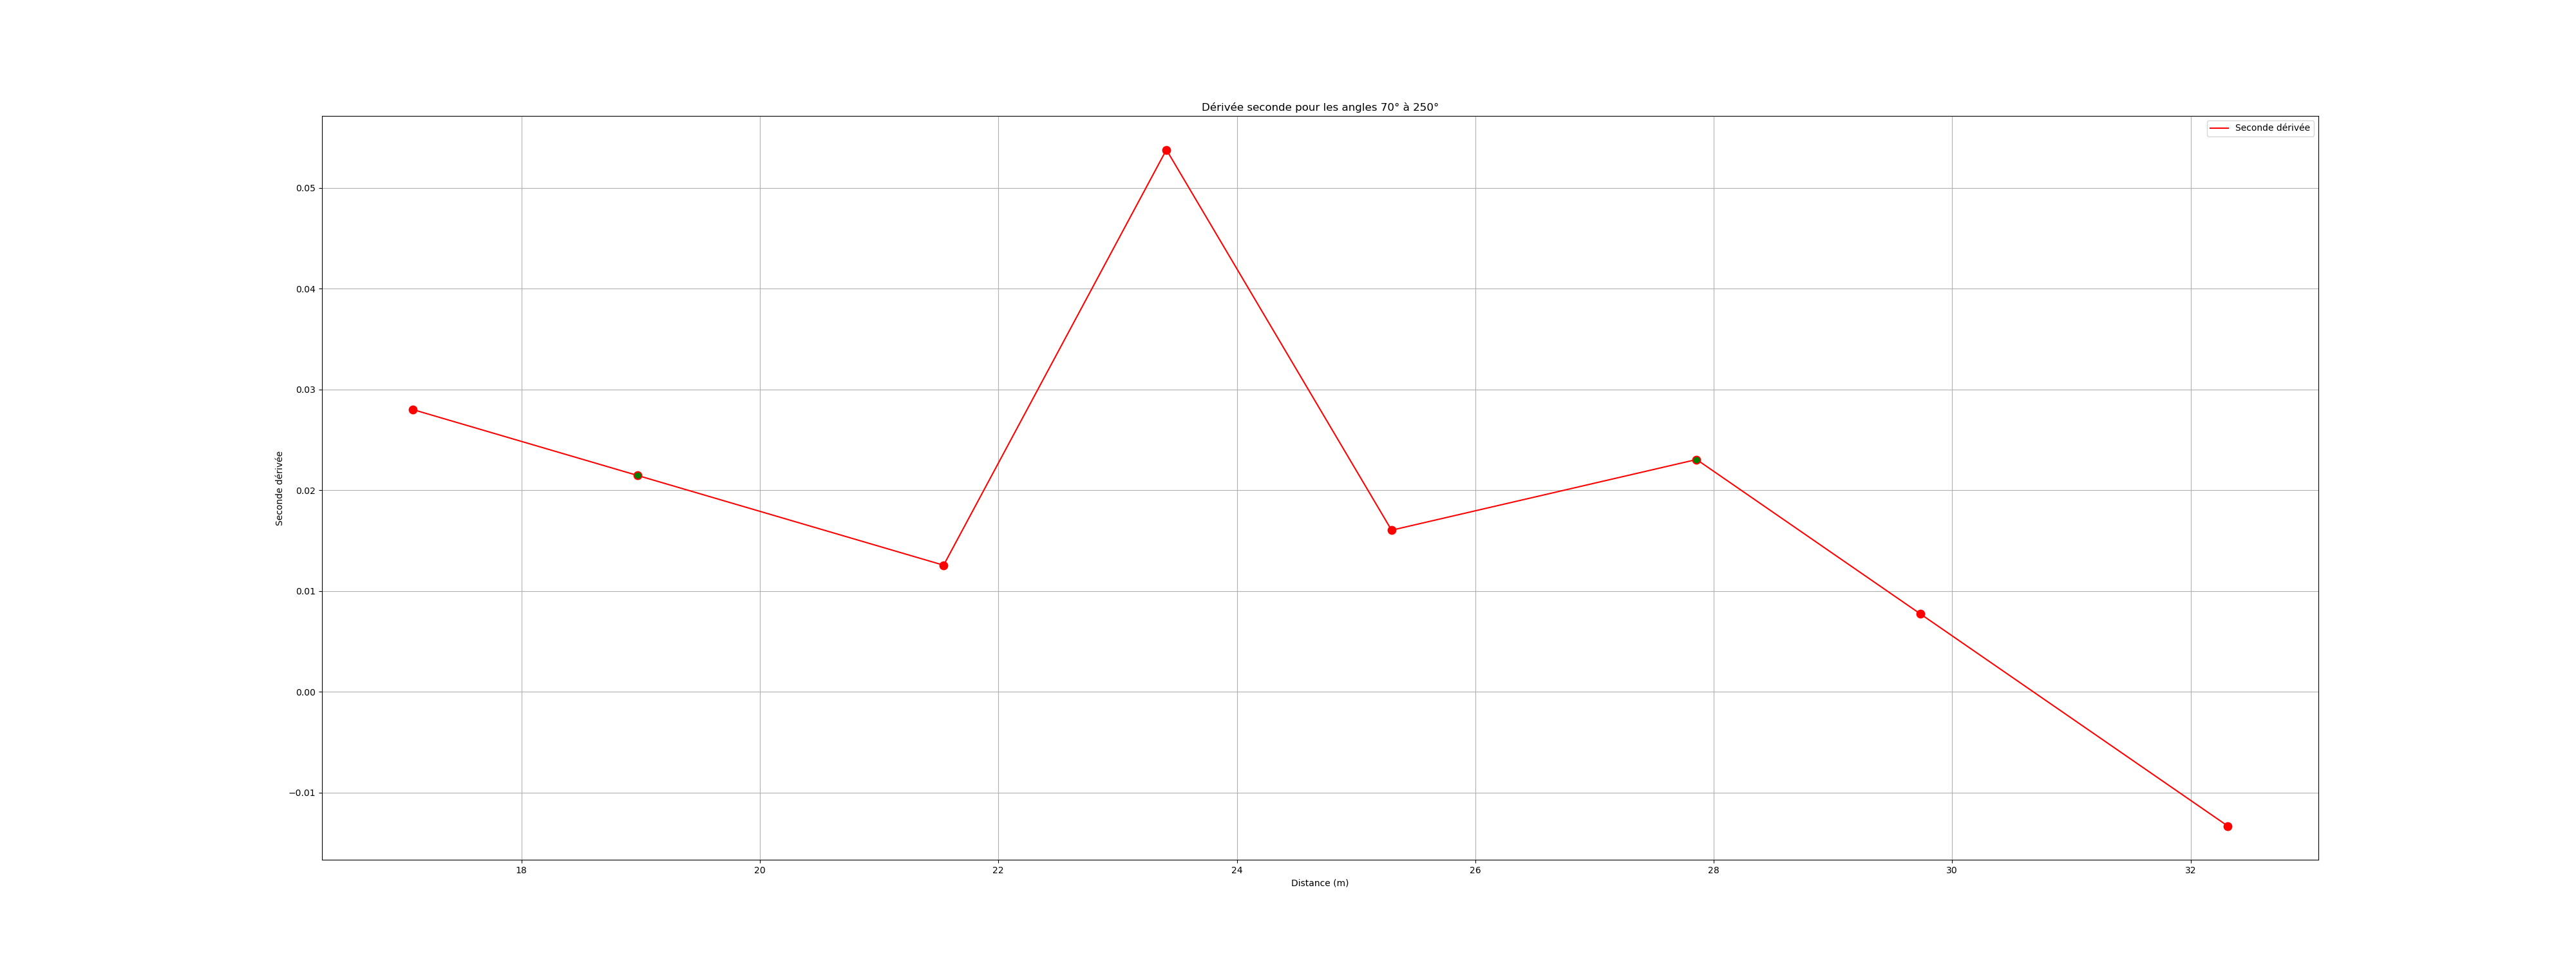 Dérivée seconde pour les angles 70° à 250°
Seconde dérivée
0.05
0.04
0.03
0.02
0.01
0.00
−0.01
Seconde dérivée
18 20 22 24 26 28 30 32
Distance (m)